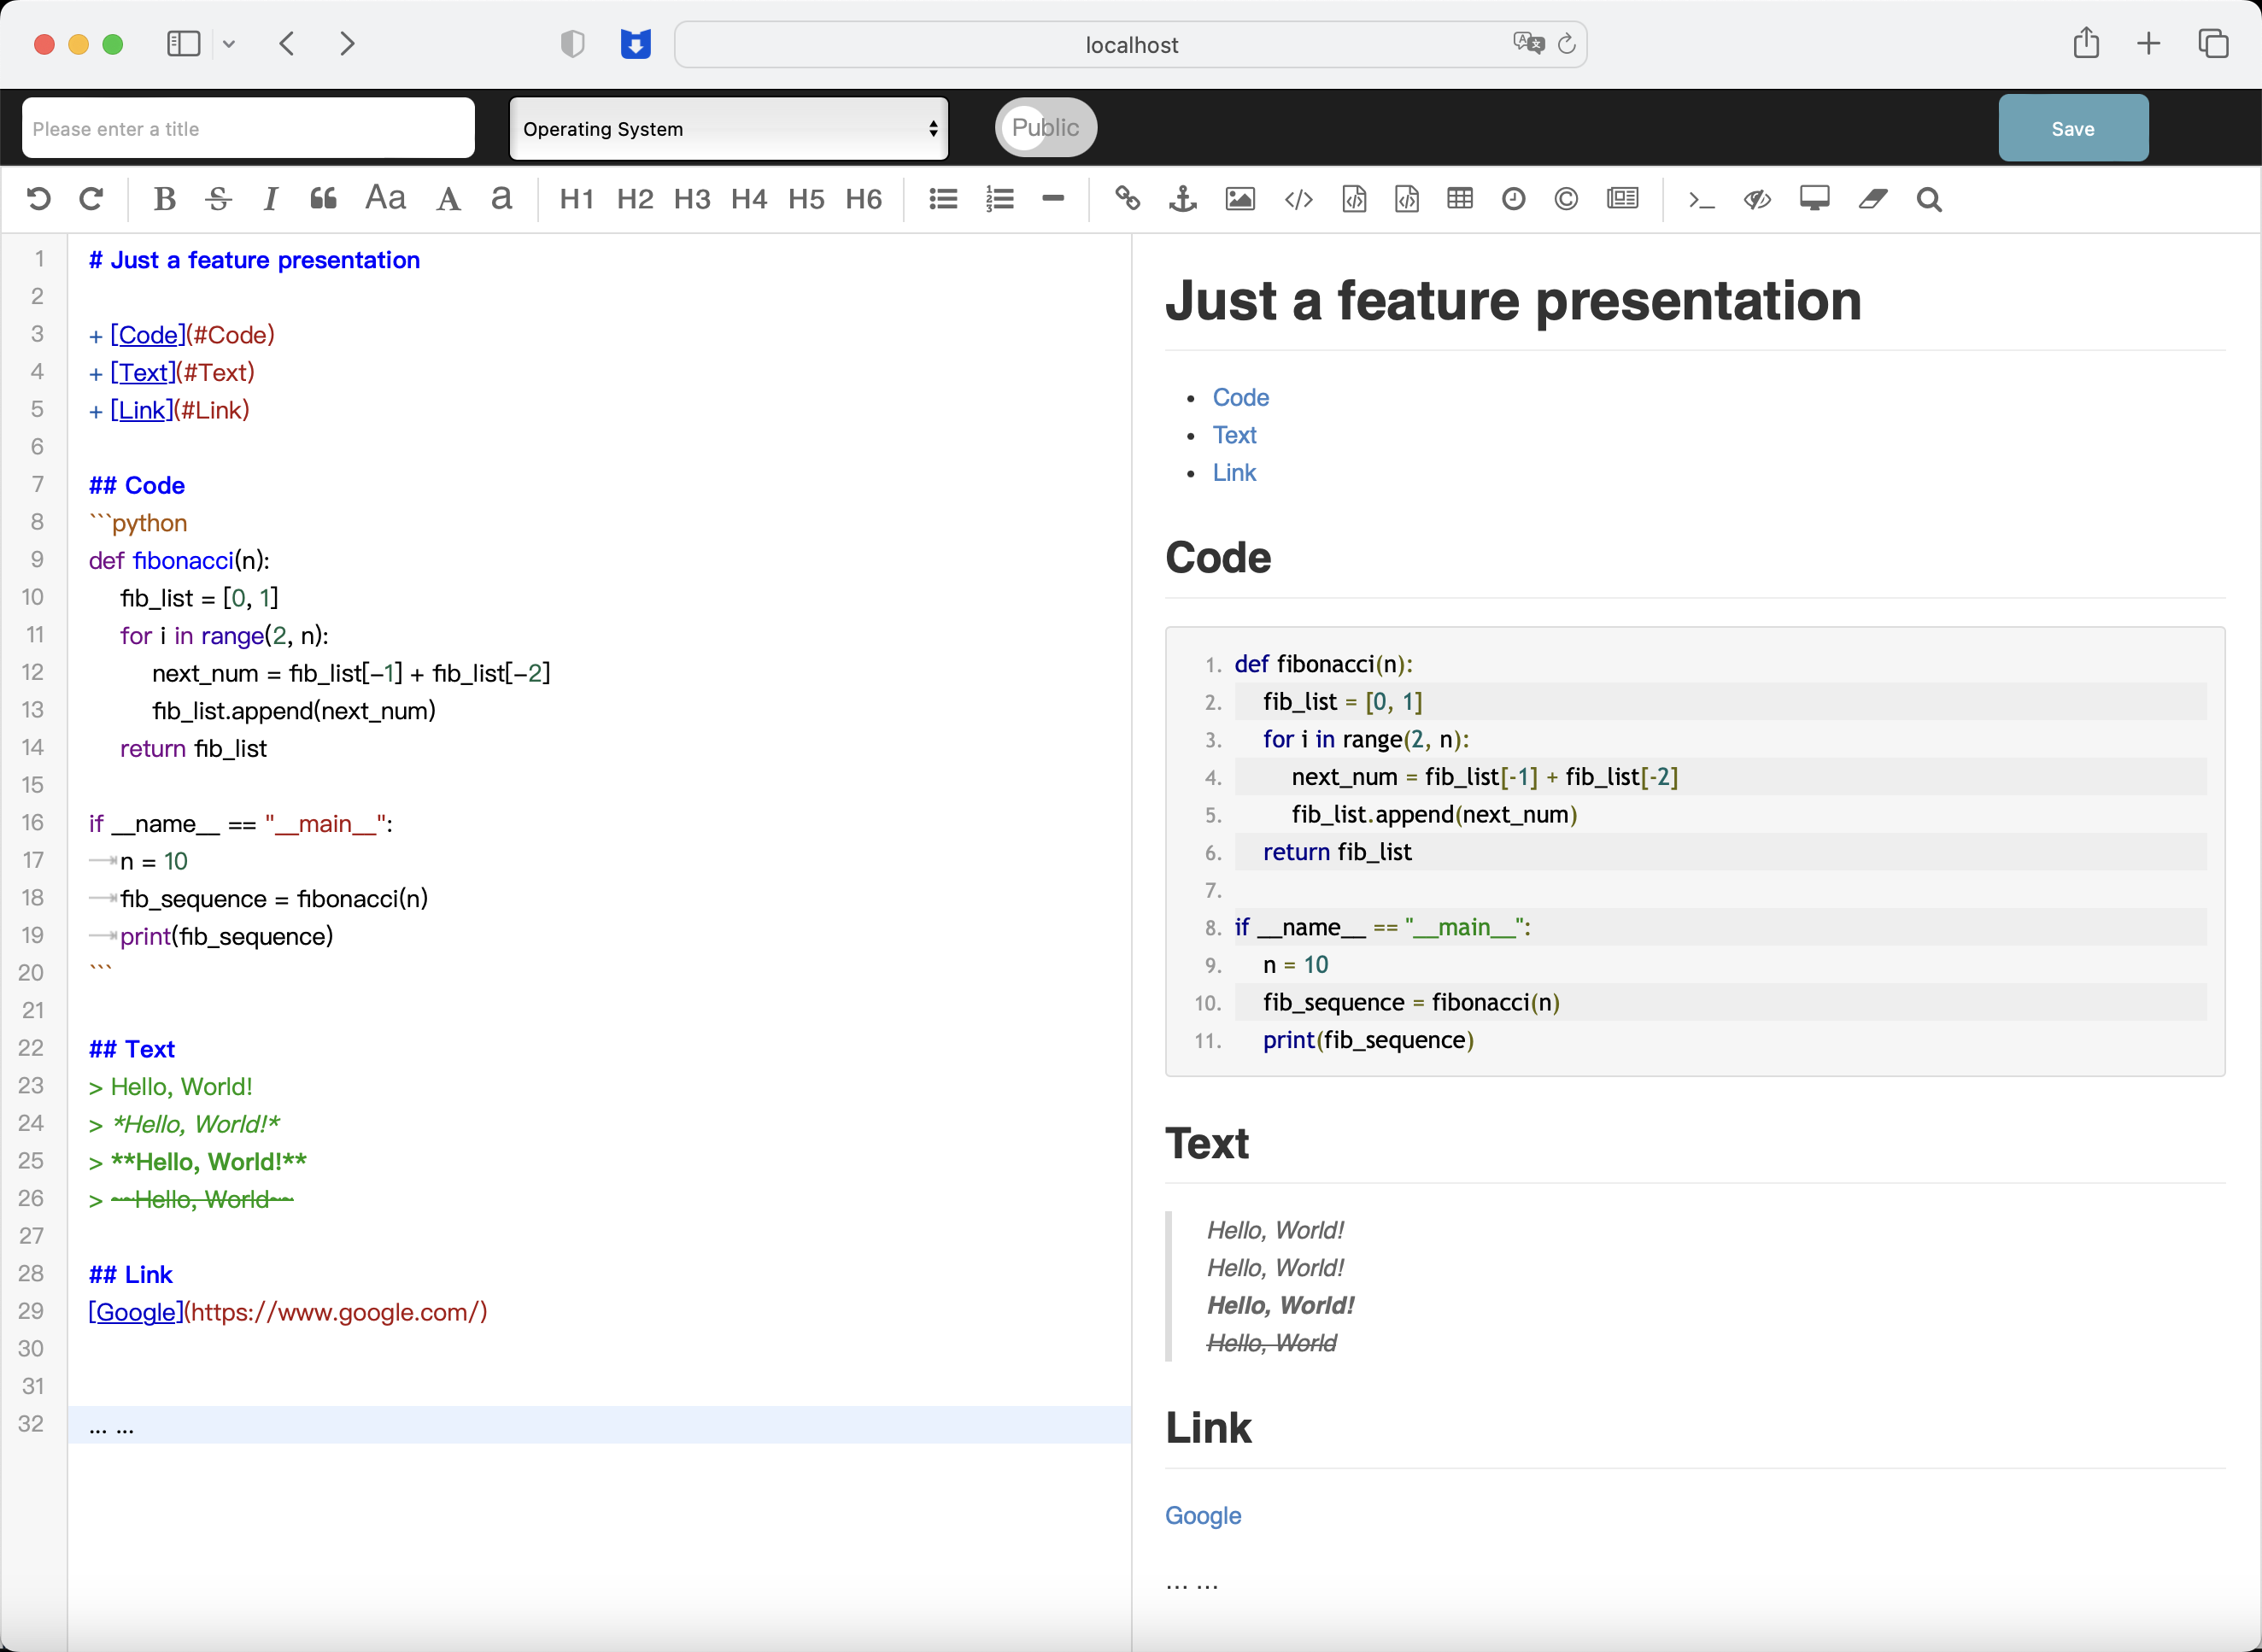 localhost
Please enter a title
Operating System
Public
Save
B S I “ Aa A a H1 H2 H3 H4 H5 H6
1 # Just a feature presentation
2
3 + [Code](#Code)
4 + [Text](#Text)
5 + [Link](#Link)
6
7 ## Code
8 ```python
9 def fibonacci(n):
10 fib_list = [0, 1]
11 for i in range(2, n):
12 next_num = fib_list[-1] + fib_list[-2]
13 fib_list.append(next_num)
14 return fib_list
15
16 if __name__ == "__main__":
17 n = 10
18 fib_sequence = fibonacci(n)
19 print(fib_sequence)
20 ```
21
22 ## Text
23 > Hello, World!
24 > *Hello, World!*
25 > **Hello, World!**
26 > ~~Hello, World~~
27
28 ## Link
29 [Google](https://www.google.com/)
30
31
32 ... ...
Just a feature presentation
• Code
• Text
• Link
Code
1. def fibonacci(n):
2. fib_list = [0, 1]
3. for i in range(2, n):
4. next_num = fib_list[-1] + fib_list[-2]
5. fib_list.append(next_num)
6. return fib_list
7.
8. if __name__ == "__main__":
9. n = 10
10. fib_sequence = fibonacci(n)
11. print(fib_sequence)
Text
Hello, World!
Hello, World!
Hello, World!
Hello, World
Link
Google
... ...